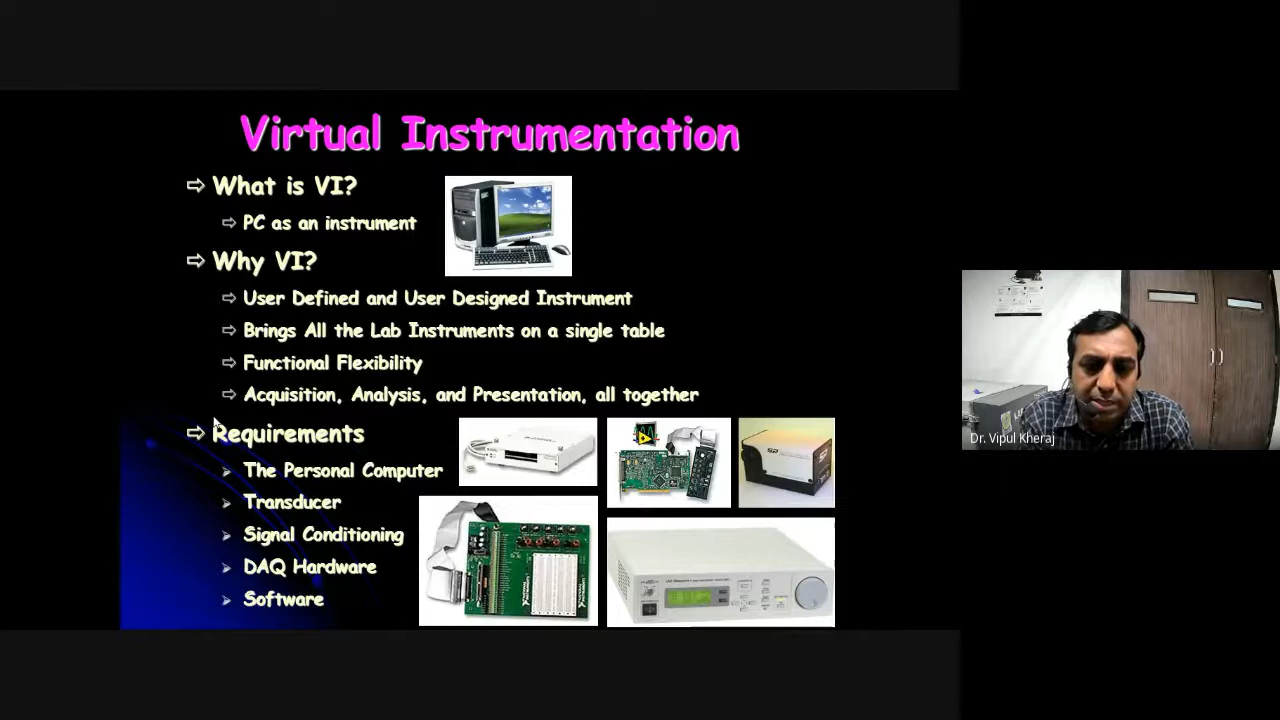 Virtual Instrumentation
What is VI?
PC as an instrument
Why VI?
User Defined and User Designed Instrument
Brings All the Lab Instruments on a single table
Functional Flexibility
Acquisition, Analysis, and Presentation, all together
Requirements
The Personal Computer
Transducer
Signal Conditioning
DAQ Hardware
Software
Dr. Vipul Kheraj